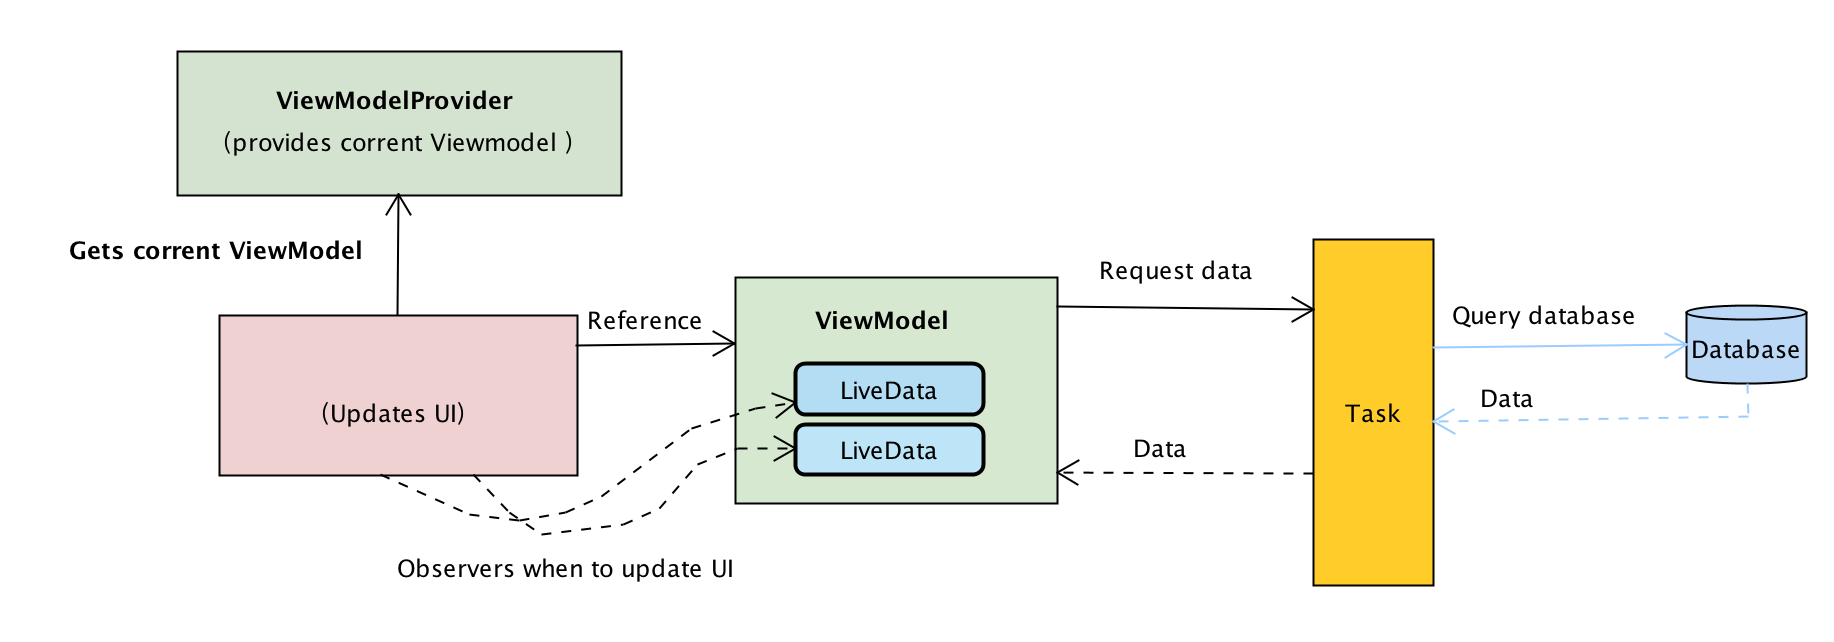 ViewModelProvider
(provides corrent Viewmodel )
Gets corrent ViewModel
Reference
(Updates UI)
ViewModel
LiveData
LiveData
Observers when to update UI
Request data
Data
Task
Query database
Data
Database